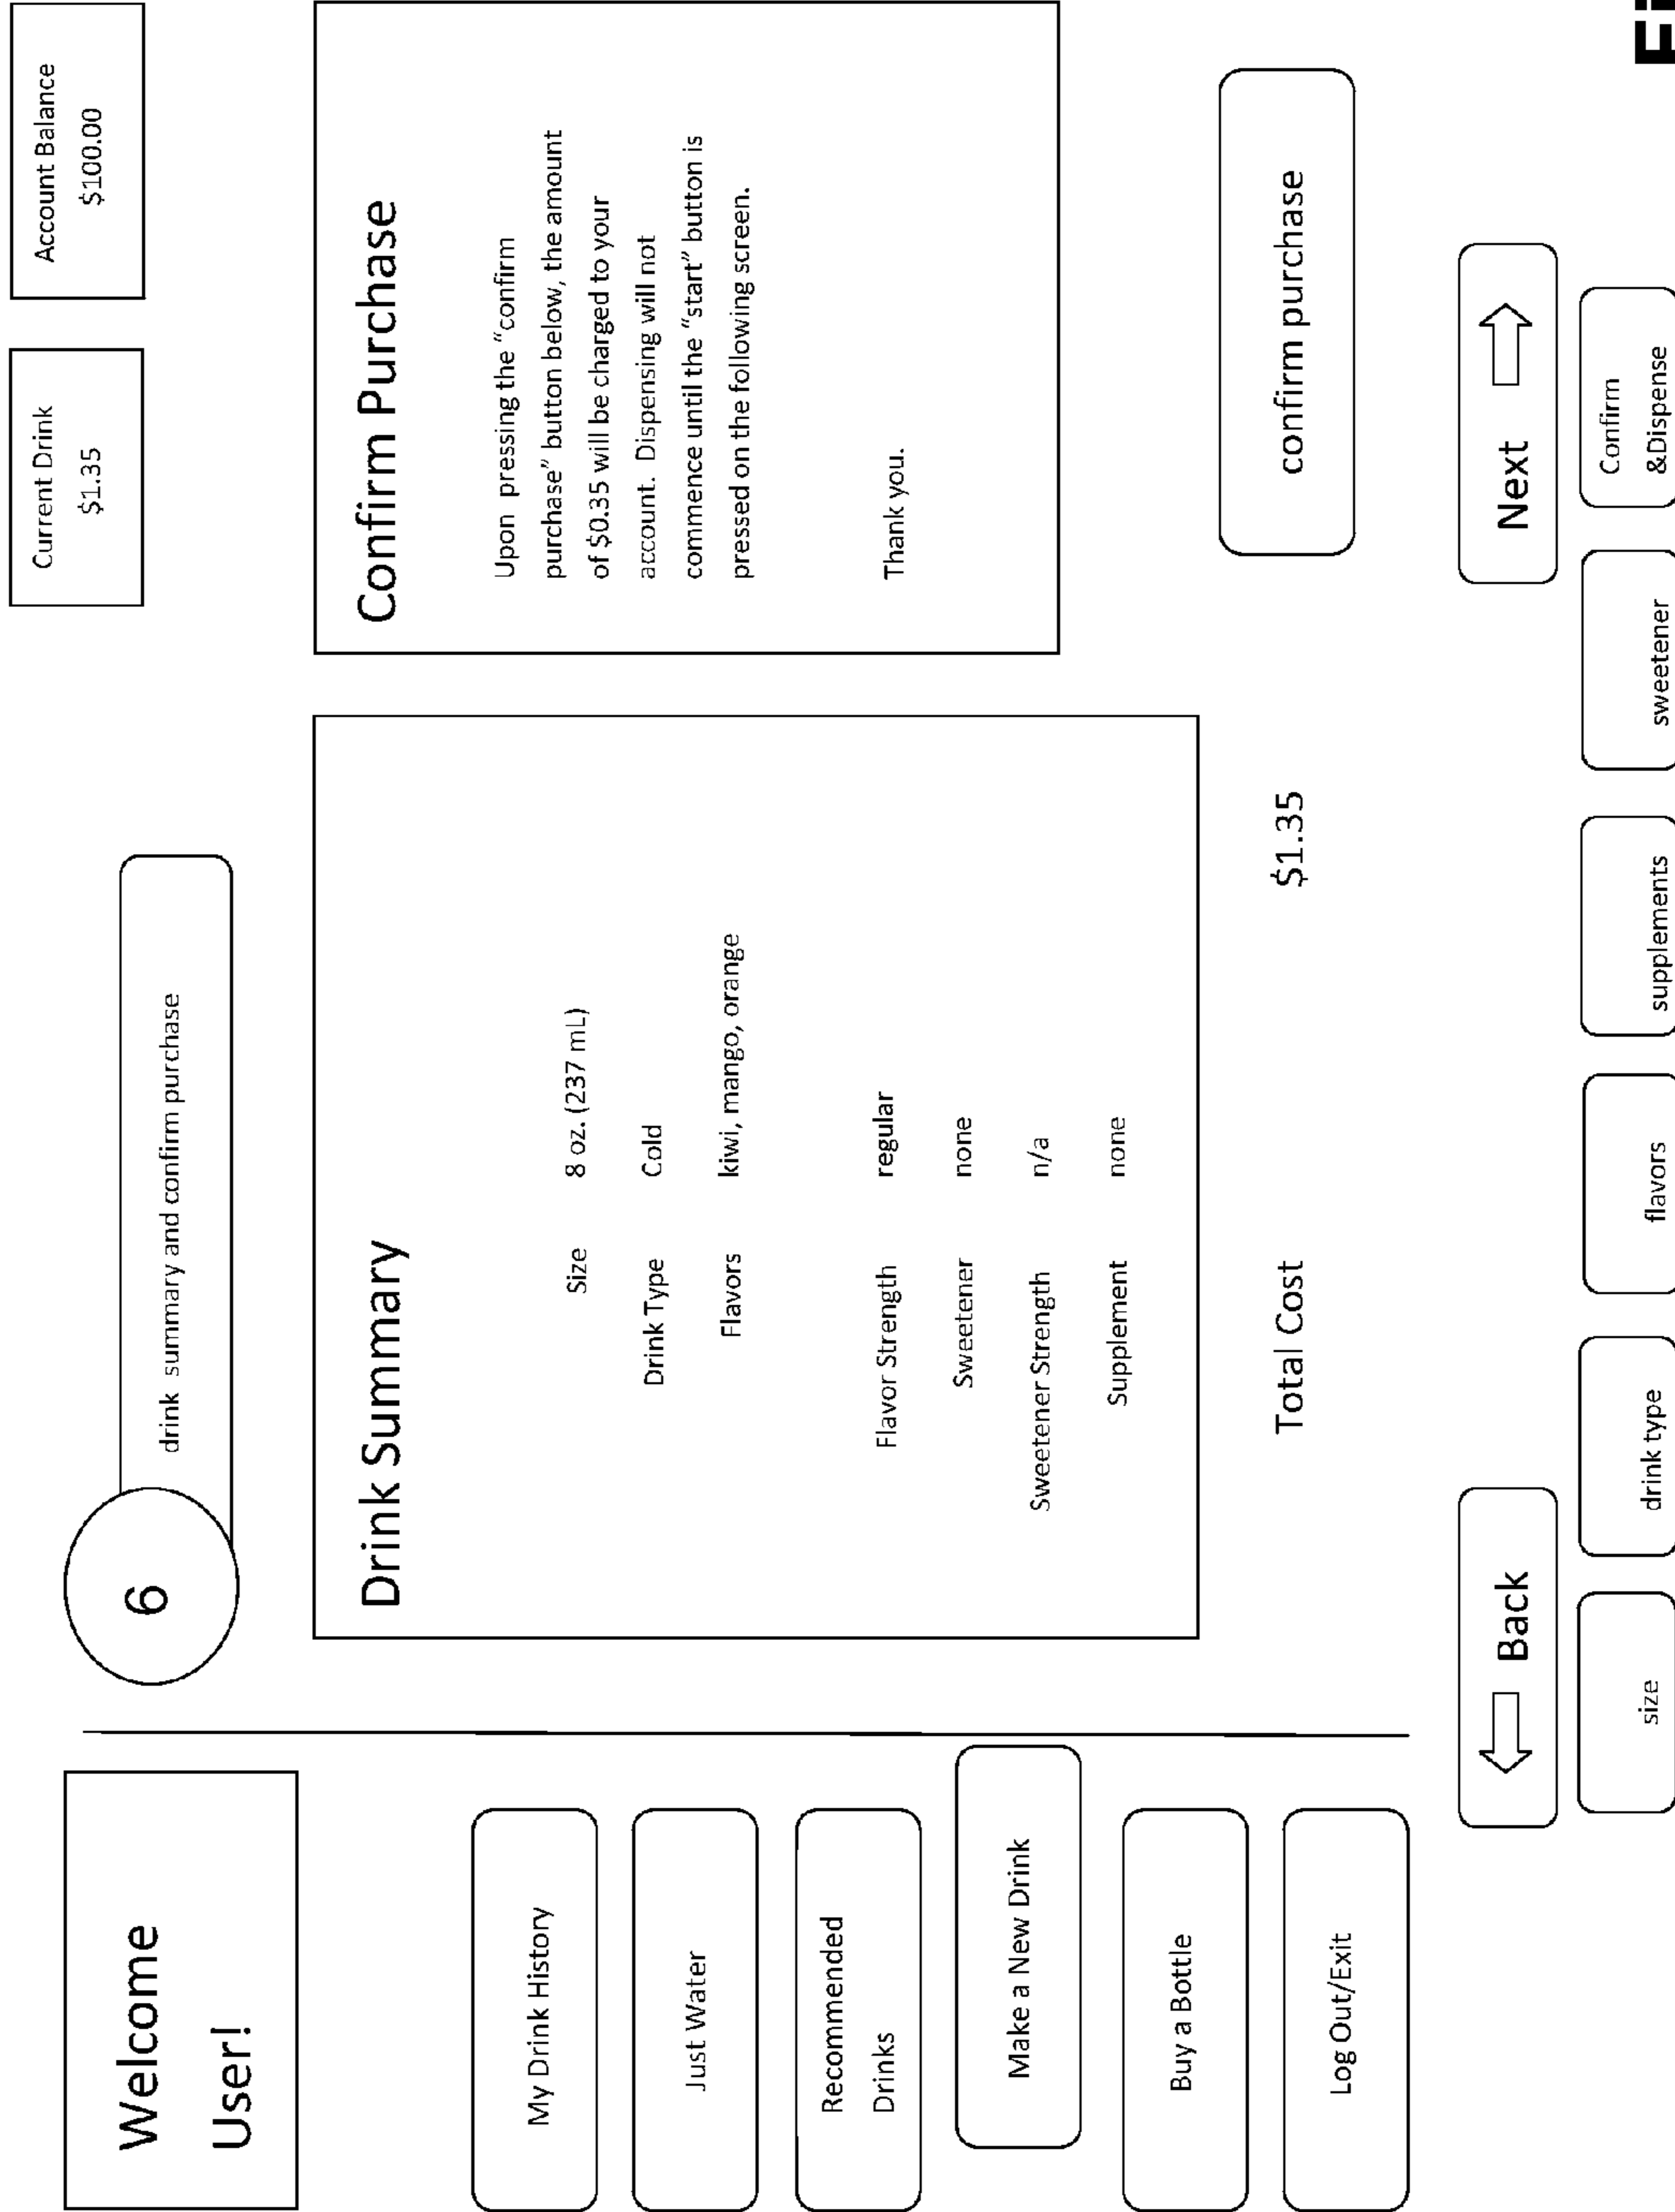 Welcome
User!
6
drink summary and confirm purchase
Current Drink
$1.35
Account Balance
$100.00
My Drink History
Just Water
Recommended
Drinks
Make a New Drink
Buy a Bottle
Log Out/Exit
Drink Summary
Size 8 oz. (237 mL)
Drink Type Cold
Flavors kiwi, mango, orange
Flavor Strength regular
Sweetener none
Sweetener Strength n/a
Supplement none
Total Cost $1.35
Confirm Purchase
Upon pressing the "confirm
purchase" button below, the amount
of $0.35 will be charged to your
account. Dispensing will not
commence until the "start" button is
pressed on the following screen.
Thank you.
confirm purchase
Back
Next
size
drink type
flavors
supplements
sweetener
Confirm
&Dispense